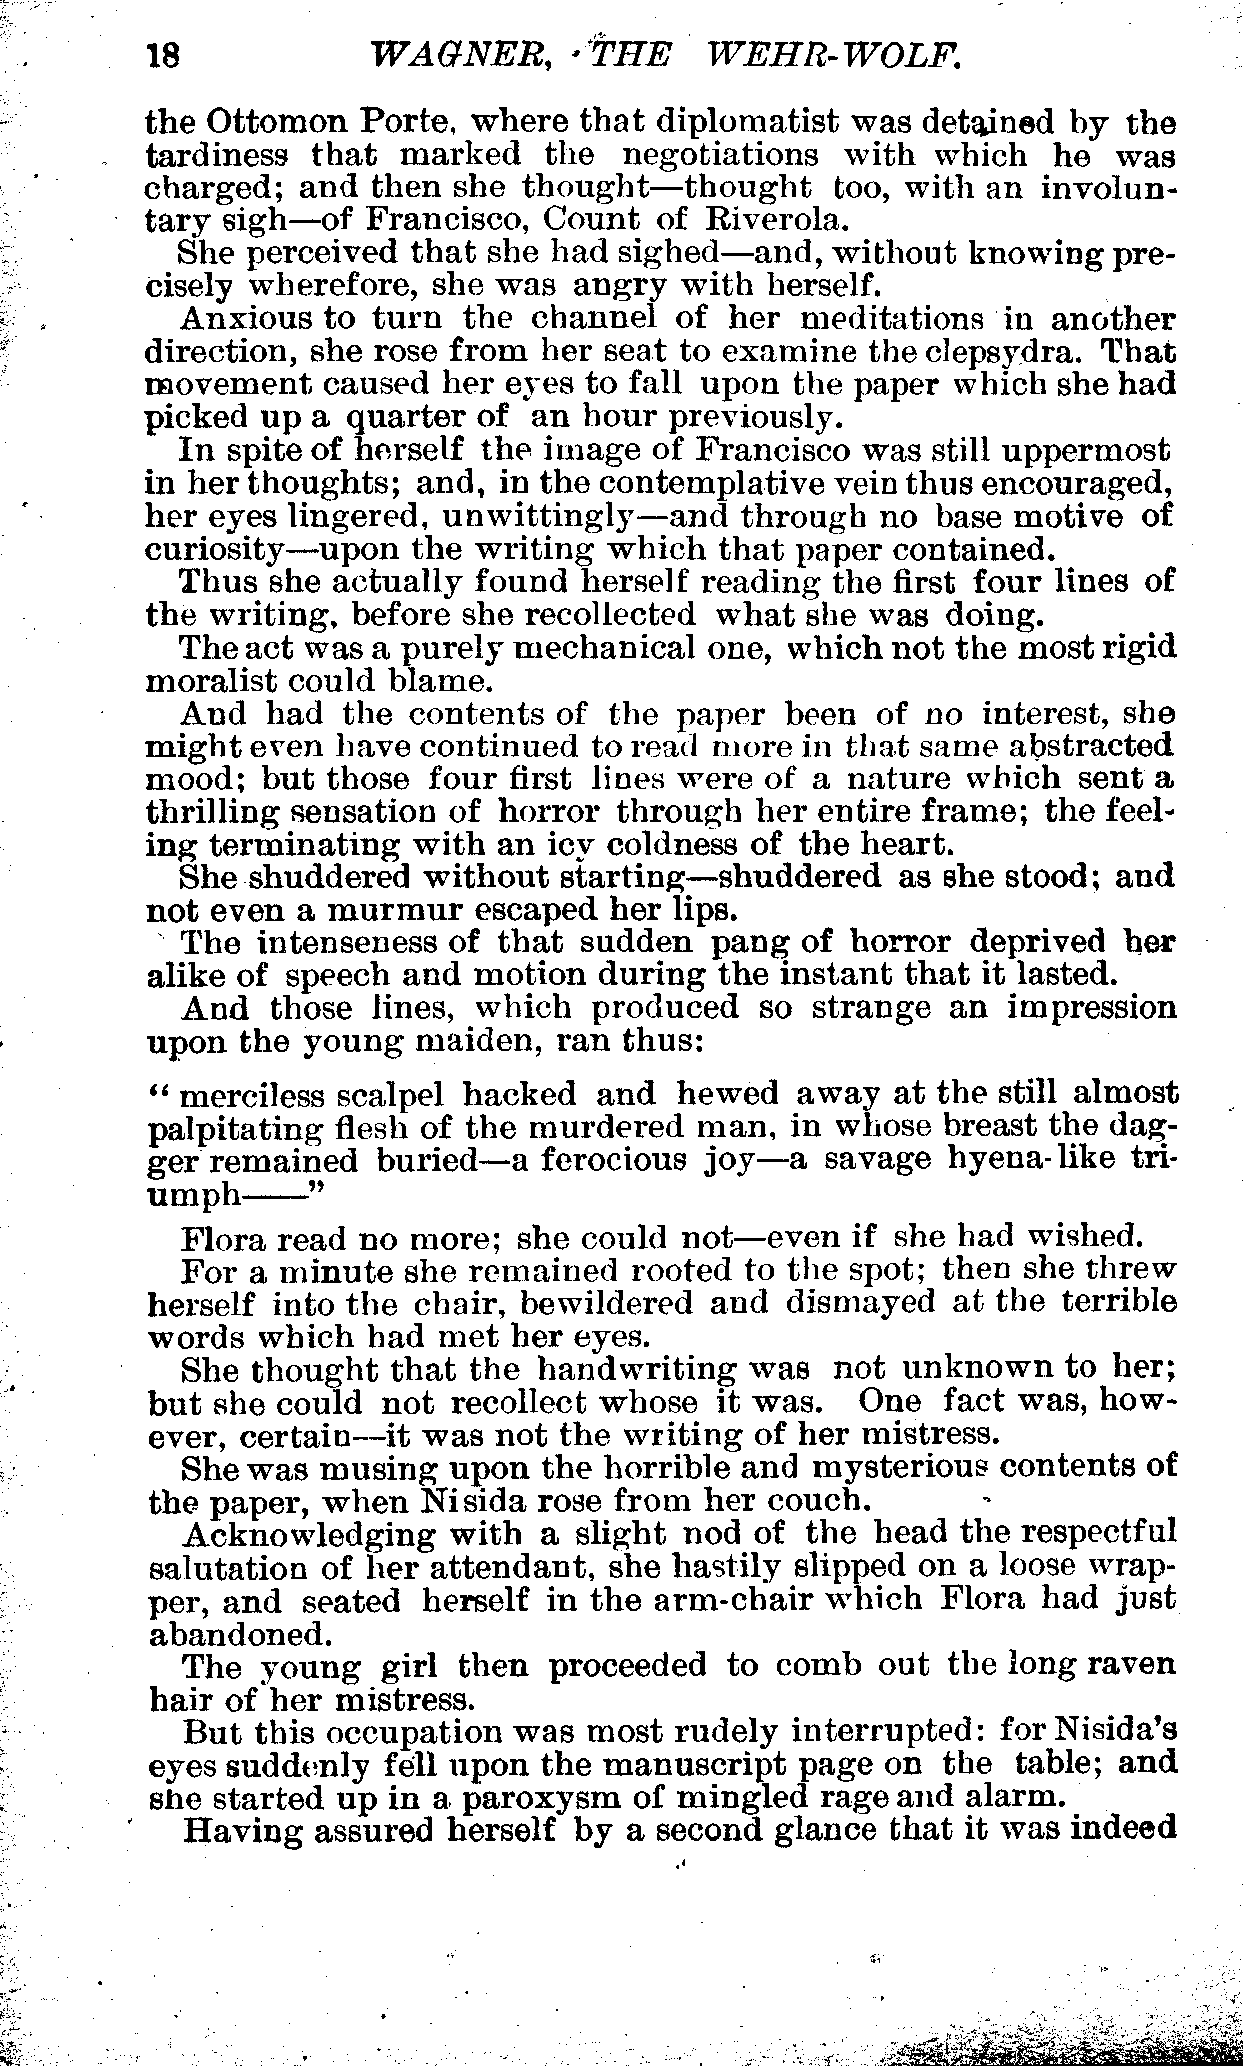 18 WAGNER, THE WEHR-WOLF.
the Ottomon Porte, where that diplomatist was detained by the
tardiness that marked the negotiations with which he was
charged; and then she thought—thought too, with an involun-
tary sigh—of Francisco, Count of Riverola.
She perceived that she had sighed—and, without knowing pre-
cisely wherefore, she was angry with herself.
Anxious to turn the channel of her meditations in another
direction, she rose from her seat to examine the clepsydra. That
movement caused her eyes to fall upon the paper which she had
picked up a quarter of an hour previously.
In spite of herself the image of Francisco was still uppermost
in her thoughts; and, in the contemplative vein thus encouraged,
her eyes lingered, unwittingly—and through no base motive of
curiosity—upon the writing which that paper contained.
Thus she actually found herself reading the first four lines of
the writing, before she recollected what she was doing.
The act was a purely mechanical one, which not the most rigid
moralist could blame.
And had the contents of the paper been of no interest, she
might even have continued to read more in that same abstracted
mood; but those four first lines were of a nature which sent a
thrilling sensation of horror through her entire frame; the feel-
ing terminating with an icy coldness of the heart.
She shuddered without starting—shuddered as she stood; and
not even a murmur escaped her lips.
The intenseness of that sudden pang of horror deprived her
alike of speech and motion during the instant that it lasted.
And those lines, which produced so strange an impression
upon the young maiden, ran thus:
“ merciless scalpel hacked and hewed away at the still almost
palpitating flesh of the murdered man, in whose breast the dag-
ger remained buried—a ferocious joy—a savage hyena-like tri-
umph——”
Flora read no more; she could not—even if she had wished.
For a minute she remained rooted to the spot; then she threw
herself into the chair, bewildered and dismayed at the terrible
words which had met her eyes.
She thought that the handwriting was not unknown to her;
but she could not recollect whose it was. One fact was, how-
ever, certain—it was not the writing of her mistress.
She was musing upon the horrible and mysterious contents of
the paper, when Nisida rose from her couch.
Acknowledging with a slight nod of the head the respectful
salutation of her attendant, she hastily slipped on a loose wrap-
per, and seated herself in the arm-chair which Flora had just
abandoned.
The young girl then proceeded to comb out the long raven
hair of her mistress.
But this occupation was most rudely interrupted: for Nisida's
eyes suddenly fell upon the manuscript page on the table; and
she started up in a paroxysm of mingled rage and alarm.
Having assured herself by a second glance that it was indeed